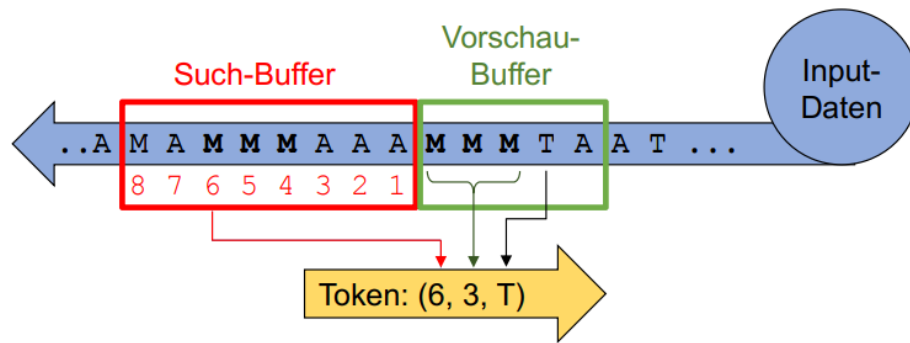 Vorschau-
Buffer
Such-Buffer
Input-
Daten
..A M A M M M A A A M M M T A A T ...
8 7 6 5 4 3 2 1
Token: (6, 3, T)